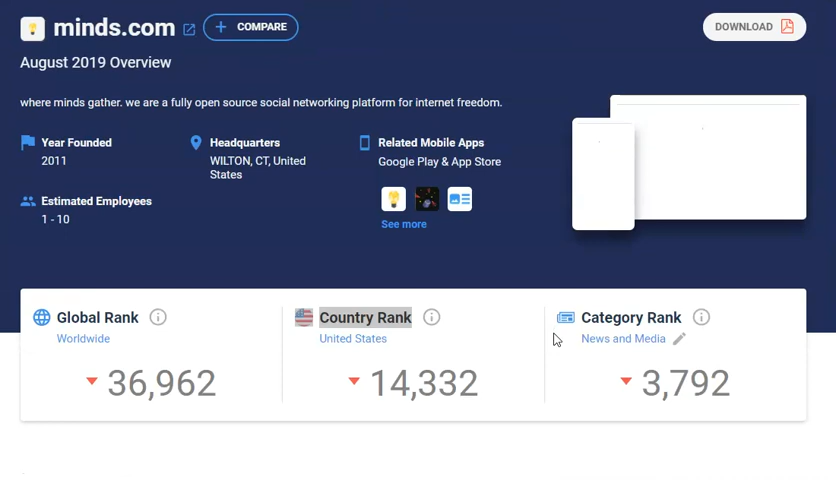 minds.com
COMPARE
DOWNLOAD
August 2019 Overview
where minds gather. we are a fully open source social networking platform for internet freedom.
Year Founded
2011
Headquarters
WILTON, CT, United
States
Related Mobile Apps
Google Play & App Store
Estimated Employees
1 - 10
See more
Global Rank
Worldwide
36,962
Country Rank
United States
14,332
Category Rank
News and Media
3,792